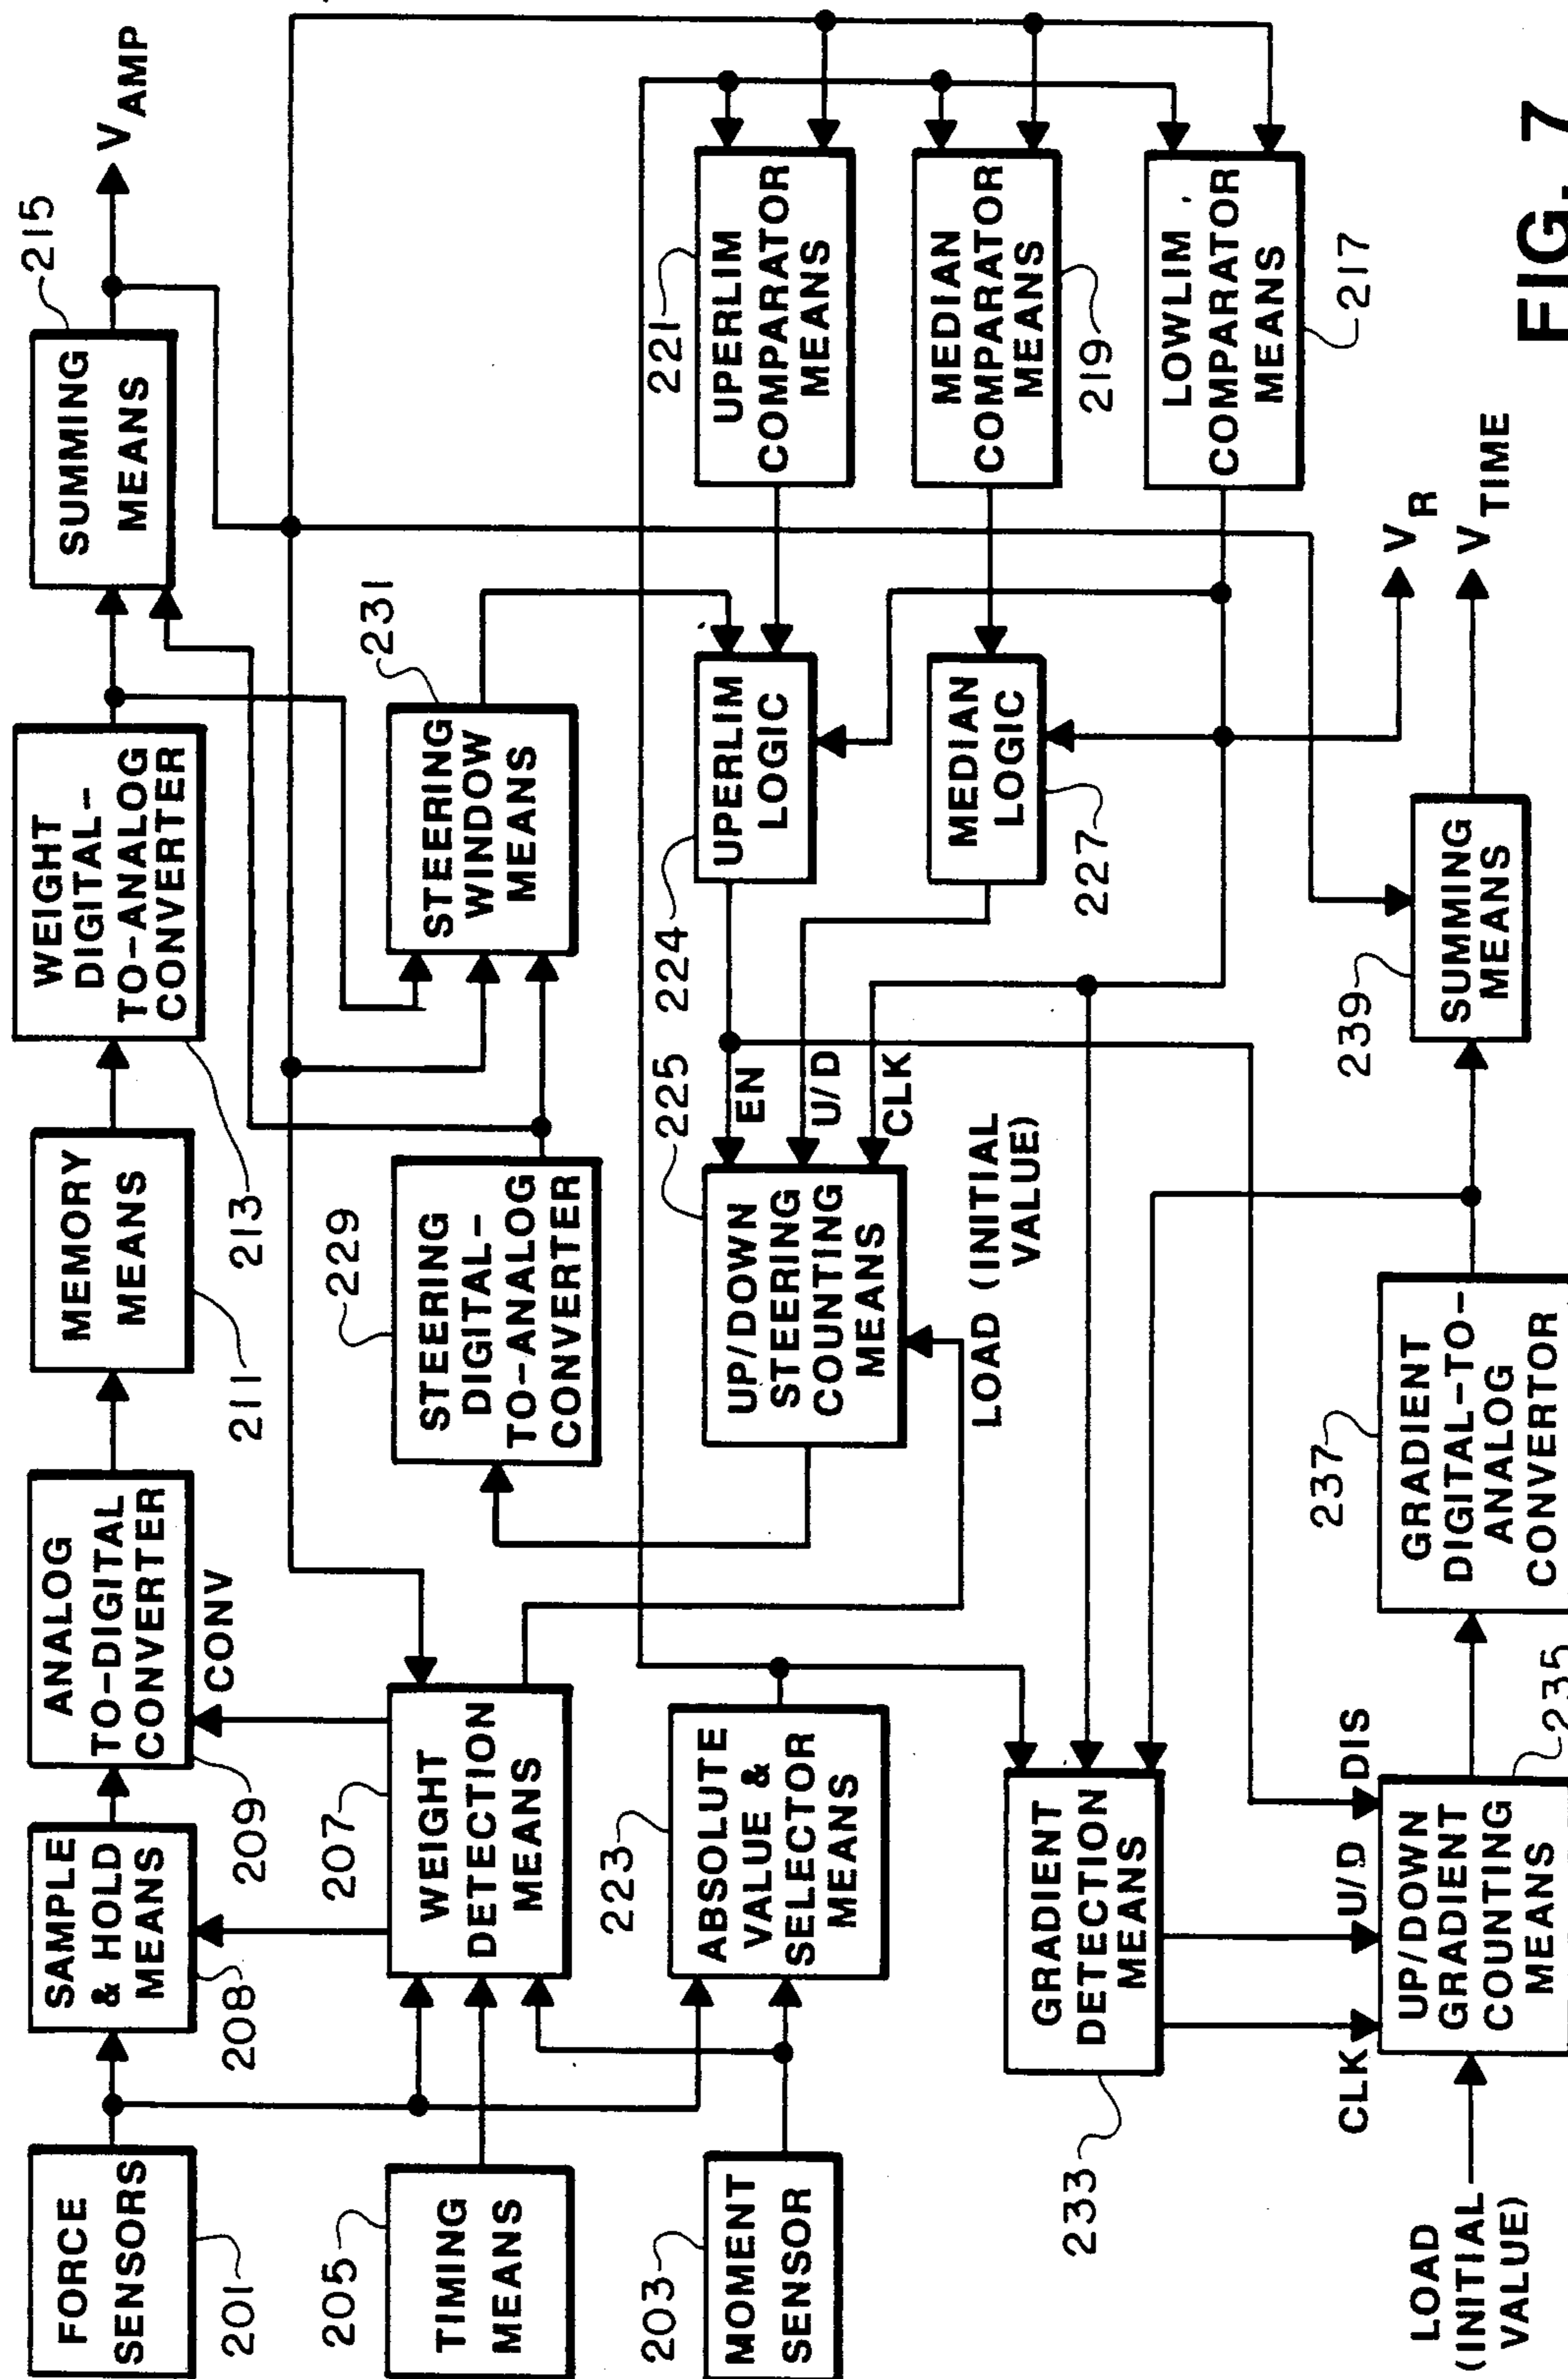 FORCE
SENSORS
201
SAMPLE
& HOLD
MEANS
208
ANALOG
TO-DIGITAL
CONVERTER
209
CONV
MEMORY
MEANS
211
WEIGHT
DIGITAL-
TO-ANALOG
CONVERTER
213
SUMMING
MEANS
215
V AMP
TIMING
MEANS
205
WEIGHT
DETECTION
MEANS
207
STEERING
DIGITAL-
TO-ANALOG
CONVERTER
229
STEERING
WINDOW
MEANS
231
MOMENT
SENSOR
203
ABSOLUTE
VALUE &
SELECTOR
MEANS
223
UP/DOWN
STEERING
COUNTING
MEANS
225
EN
U/D
CLK
LOAD (INITIAL
VALUE)
UPERLIM
LOGIC
224
MEDIAN
LOGIC
227
UPERLIM
COMPARATOR
MEANS
221
MEDIAN
COMPARATOR
MEANS
219
LOWLIM
COMPARATOR
MEANS
217
GRADIENT
DETECTION
MEANS
233
LOAD
(INITIAL
VALUE)
CLK
U/D
DIS
UP/DOWN
GRADIENT
COUNTING
MEANS
235
GRADIENT
DIGITAL-TO-
ANALOG
CONVERTOR
237
SUMMING
MEANS
239
V R
V TIME
FIG. 7